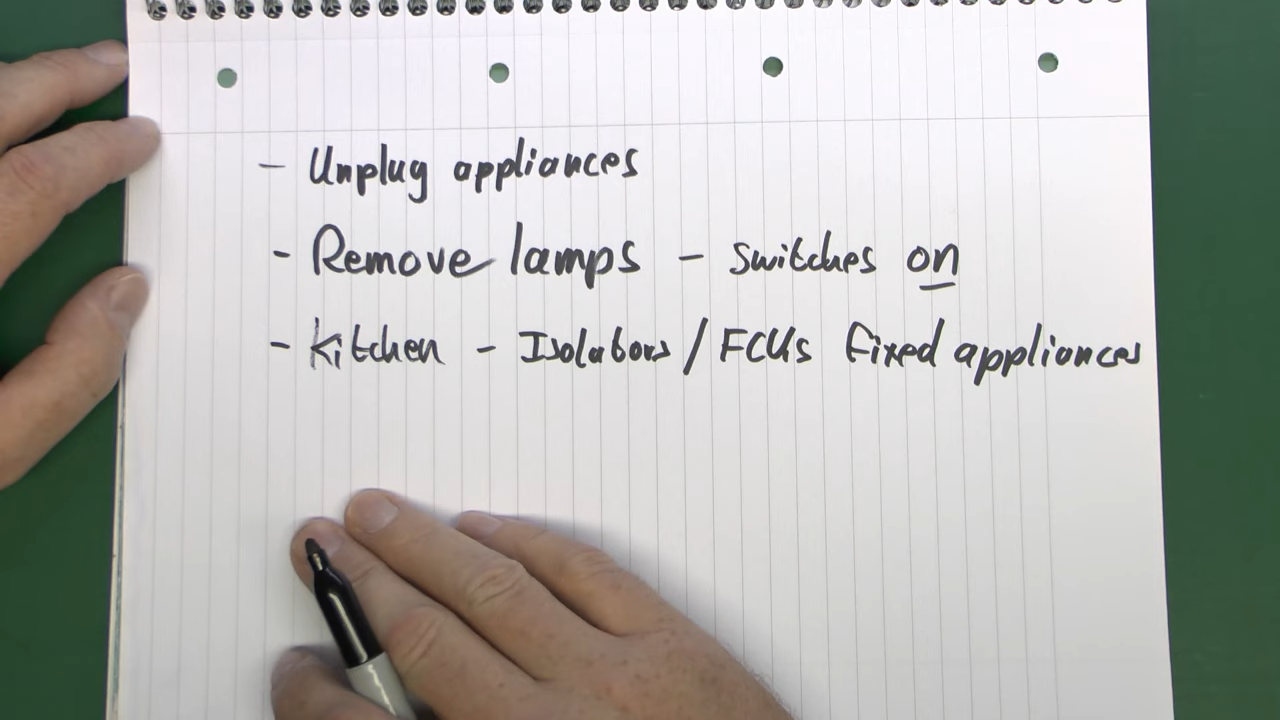 - Unplug appliances
- Remove lamps - switches on
- Kitchen - Isolators / FCUs fixed appliances